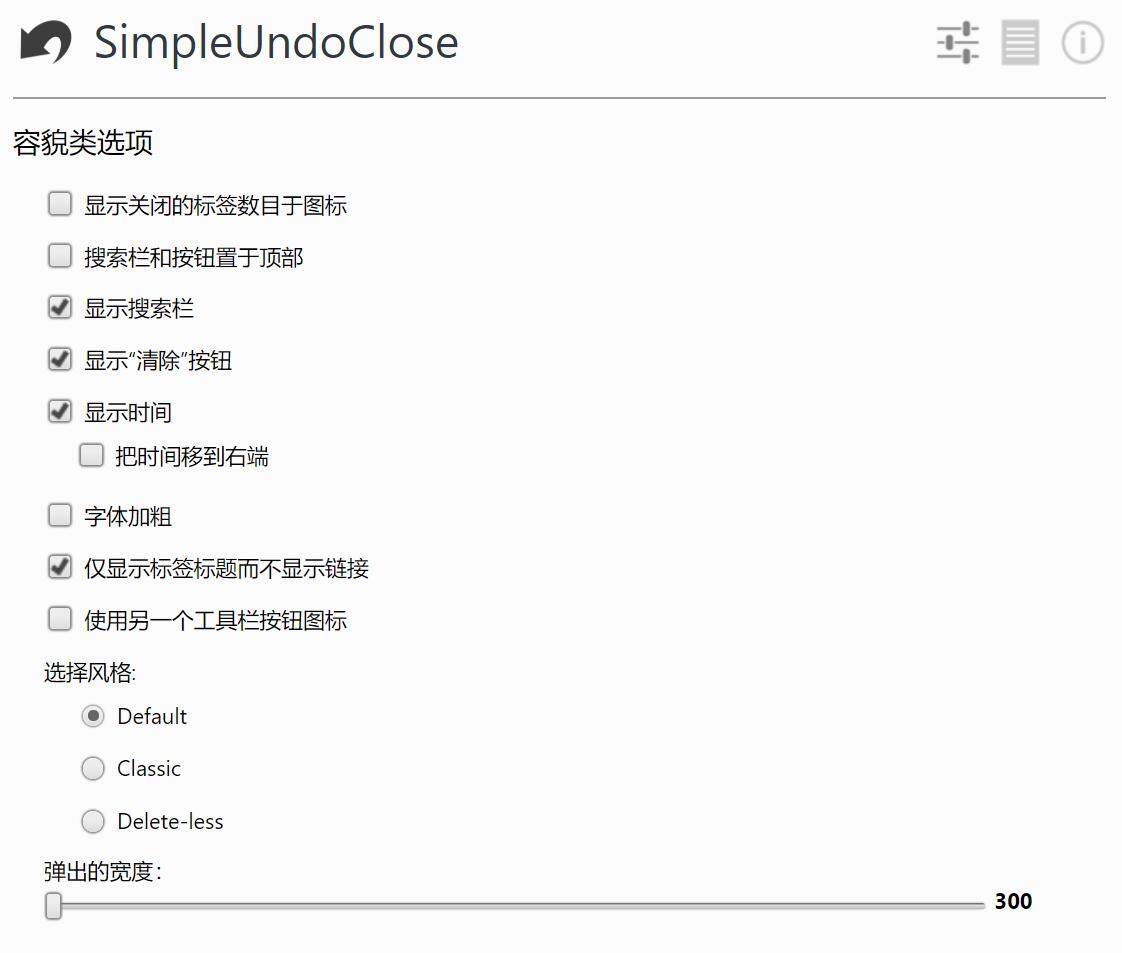 SimpleUndoClose
容貌类选项
显示关闭的标签数目于图标
搜索栏和按钮置于顶部
显示搜索栏
显示“清除”按钮
显示时间
把时间移到右端
字体加粗
仅显示标签标题而不显示链接
使用另一个工具栏按钮图标
选择风格:
Default
Classic
Delete-less
弹出的宽度：
300